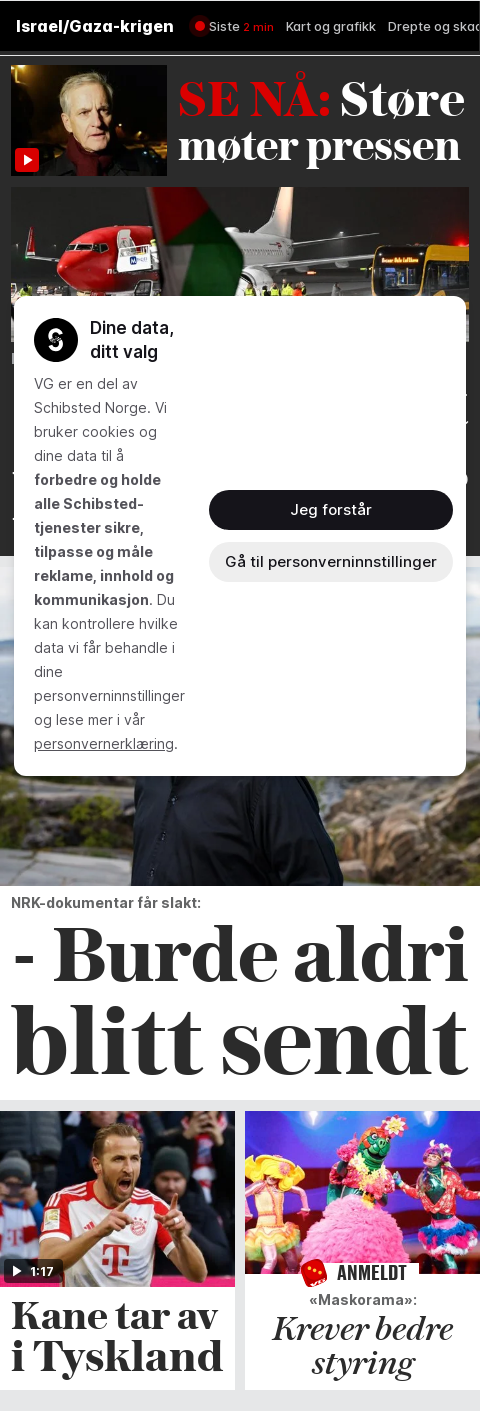 Israel/Gaza-krigen
Siste 2 min
Kart og grafikk
Drepte og
SE NÅ: Støre
møter pressen
Dine data,
ditt valg
VG er en del av
Schibsted Norge. Vi
bruker cookies og
dine data til å
forbedre og holde
alle Schibsted-
tjenester sikre,
tilpasse og måle
reklame, innhold og
kommunikasjon. Du
kan kontrollere hvilke
data vi får behandle i
dine
personverninnstillinger
og lese mer i vår
personvernerklæring.
Jeg forstår
Gå til personverninnstillinger
NRK-dokumentar får slakt:
- Burde aldri
blitt sendt
1:17
Kane tar av
i Tyskland
ANMELDT
«Maskorama»:
Krever bedre
styring